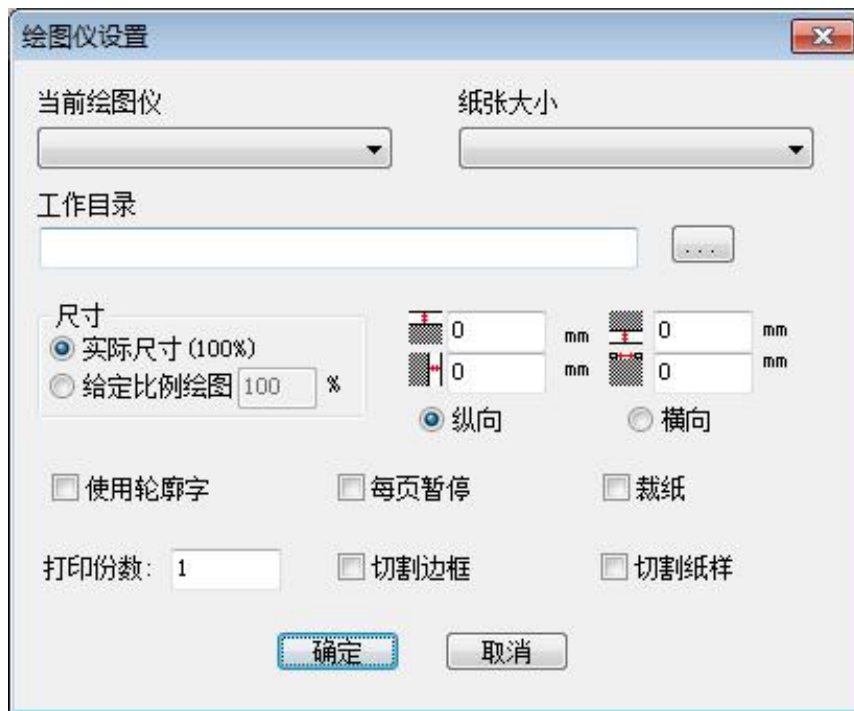 绘图仪设置
当前绘图仪 纸张大小
工作目录
...
尺寸
实际尺寸(100%)
给定比例绘图 100 %
0 mm 0 mm
0 mm 0 mm
纵向 横向
使用轮廓字 每页暂停 裁纸
打印份数: 1 切割边框 切割纸样
确定 取消